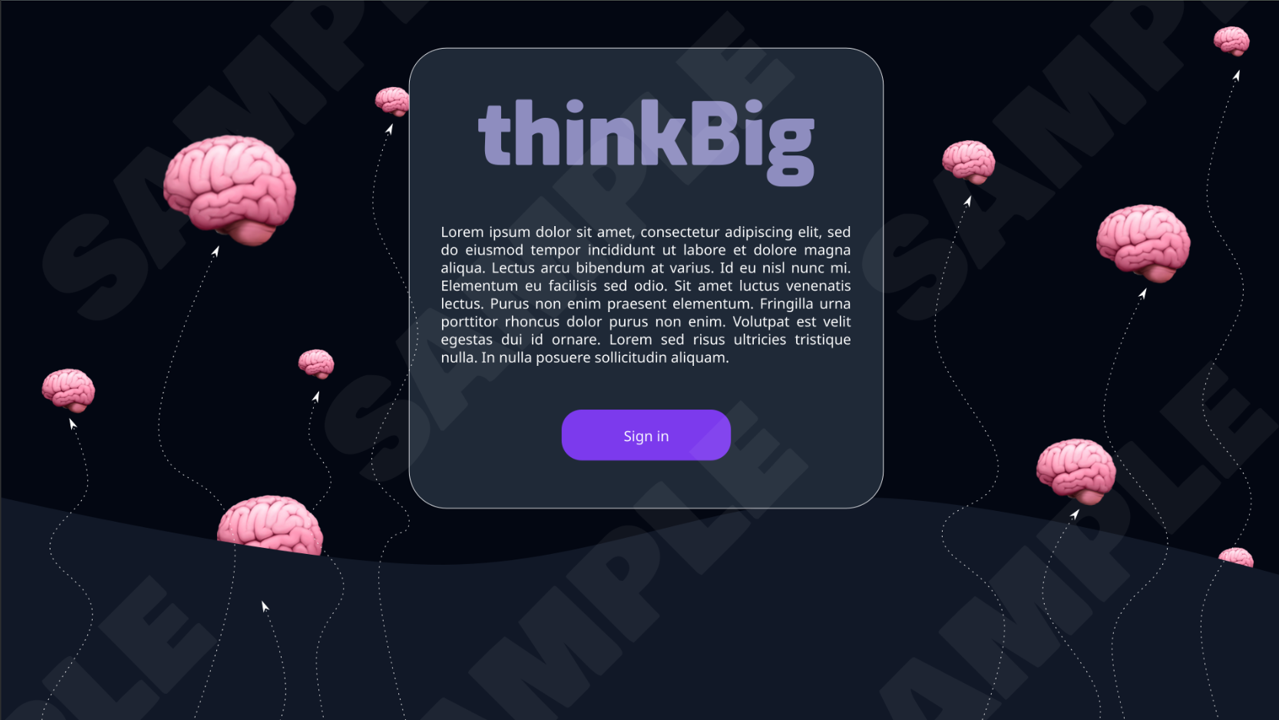 thinkBig
Lorem ipsum dolor sit amet, consectetur adipiscing elit, sed
do eiusmod tempor incididunt ut labore et dolore magna
aliqua. Lectus arcu bibendum at varius. Id eu nisl nunc mi.
Elementum eu facilisis sed odio. Sit amet luctus venenatis
lectus. Purus non enim praesent elementum. Fringilla urna
porttitor rhoncus dolor purus non enim. Volutpat est velit
egestas dui id ornare. Lorem sed risus ultricies tristique
nulla. In nulla posuere sollicitudin aliquam.
Sign in
SAMPLE
SAMPLE
SAMPLE
SAMPLE
SAMPLE
SAMPLE